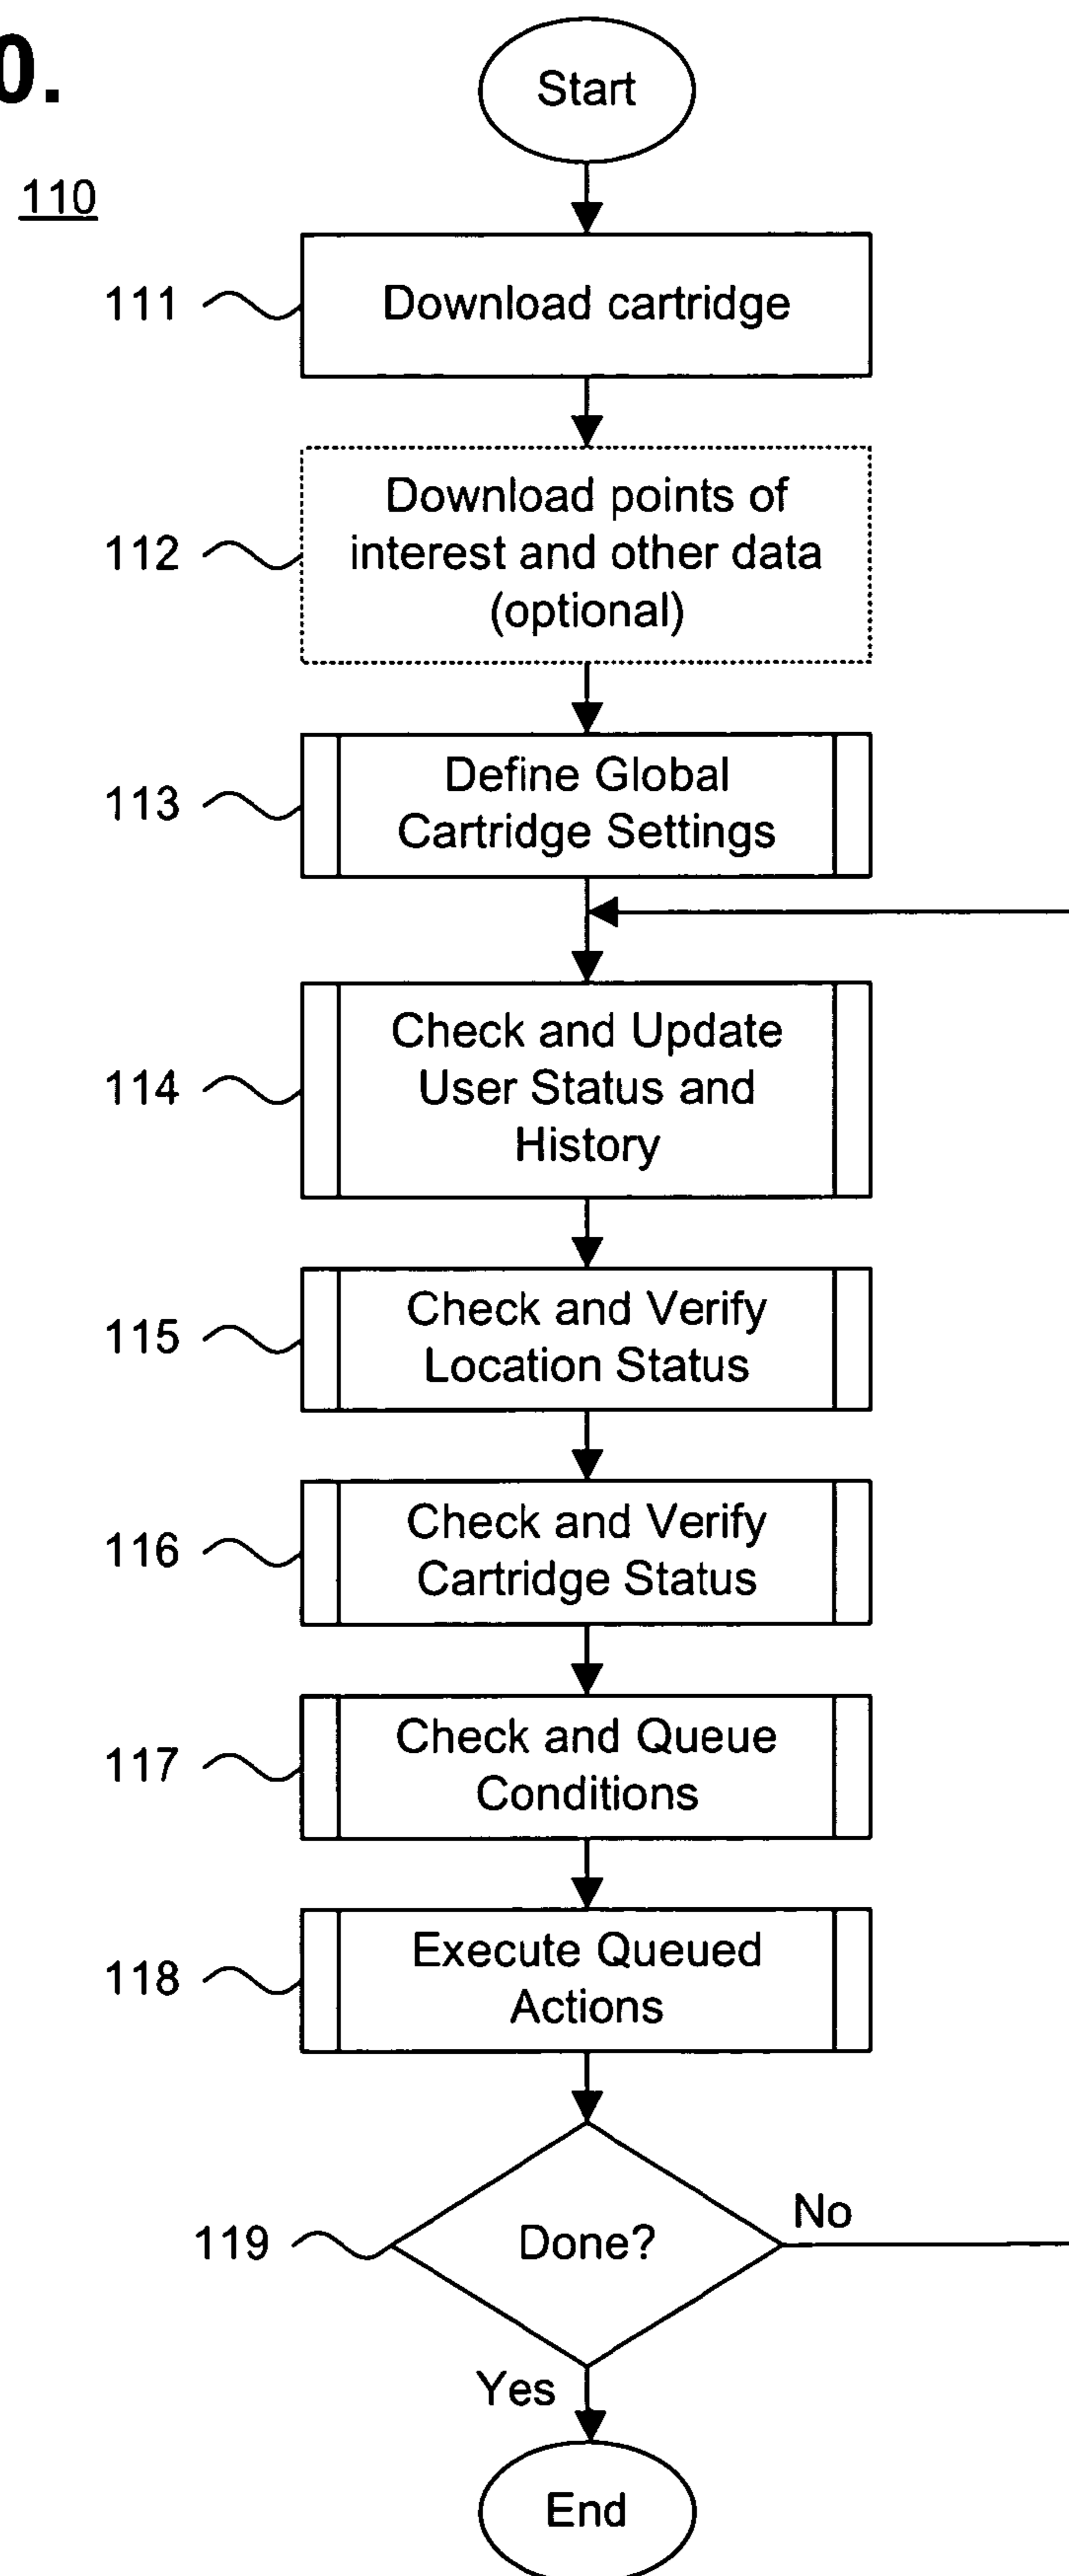 0.
110
Start
111
Download cartridge
112
Download points of
interest and other data
(optional)
113
Define Global
Cartridge Settings
114
Check and Update
User Status and
History
115
Check and Verify
Location Status
116
Check and Verify
Cartridge Status
117
Check and Queue
Conditions
118
Execute Queued
Actions
119
Done?
No
Yes
End